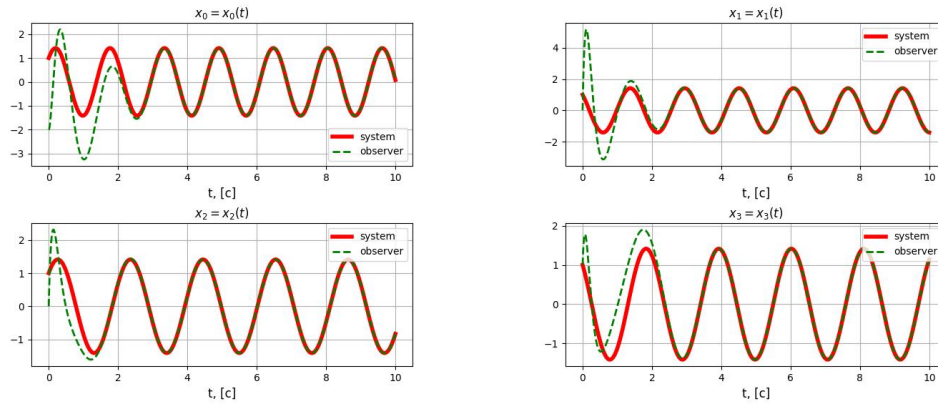 x₀ = x₀(t)
2
1
0
−1
−2
−3
system
observer
0
2
4
6
8
10
t, [c]
x₁ = x₁(t)
4
2
0
−2
system
observer
0
2
4
6
8
10
t, [c]
x₂ = x₂(t)
2
1
0
−1
system
observer
0
2
4
6
8
10
t, [c]
x₃ = x₃(t)
2
1
0
−1
system
observer
0
2
4
6
8
10
t, [c]